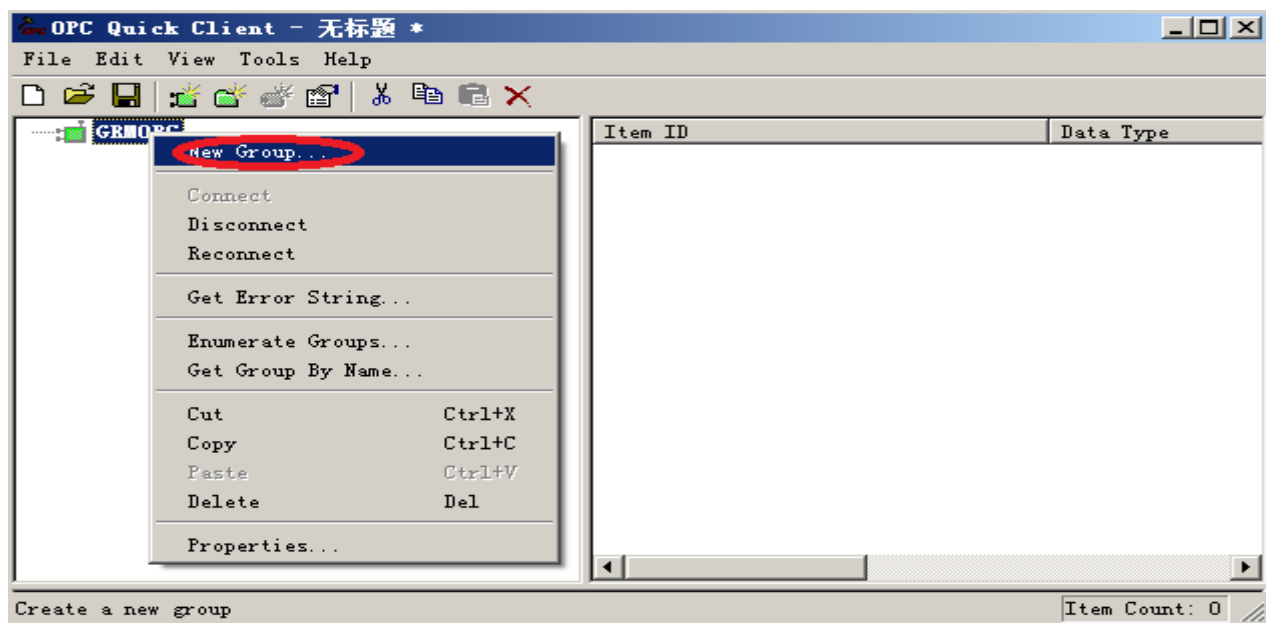 OPC Quick Client - 无标题 *
File Edit View Tools Help
GRMOPC
Item ID Data Type
New Group...
Connect
Disconnect
Reconnect
Get Error String...
Enumerate Groups...
Get Group By Name...
Cut Ctrl+X
Copy Ctrl+C
Paste Ctrl+V
Delete Del
Properties...
Create a new group Item Count: 0